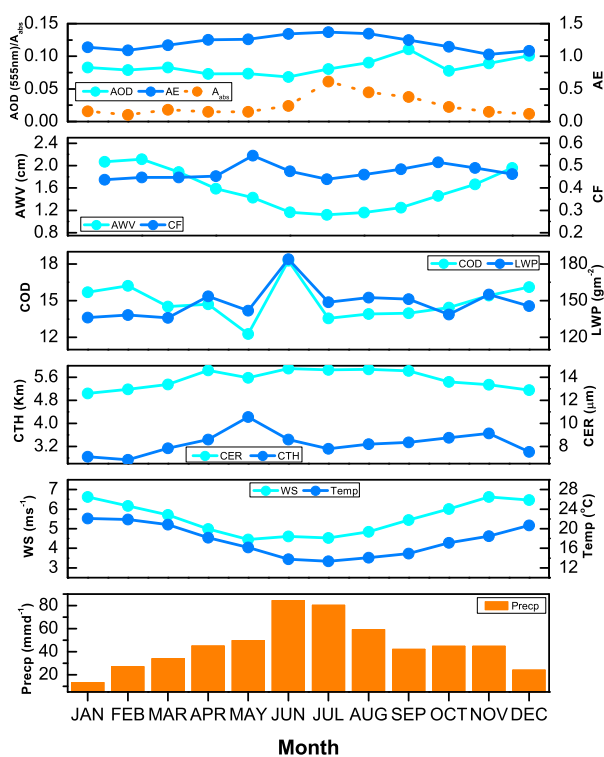 AOD (555nm)/Aabs
0.15
0.10
0.05
0.00
AOD AE Aabs
1.5
1.0
0.5
0.0
AE
AWV (cm)
2.4
2.0
1.6
1.2
0.8
AWV CF
0.6
0.5
0.4
0.3
0.2
CF
COD
18
15
12
COD LWP
180
150
120
LWP (gm-2)
CTH (Km)
5.6
4.8
4.0
3.2
CER CTH
14
12
10
8
CER (μm)
WS (ms-1)
7
6
5
4
3
WS Temp
28
24
20
16
12
Temp (°C)
Precp (mmd-1)
80
60
40
20
Precp
JAN FEB MAR APR MAY JUN JUL AUG SEP OCT NOV DEC
Month